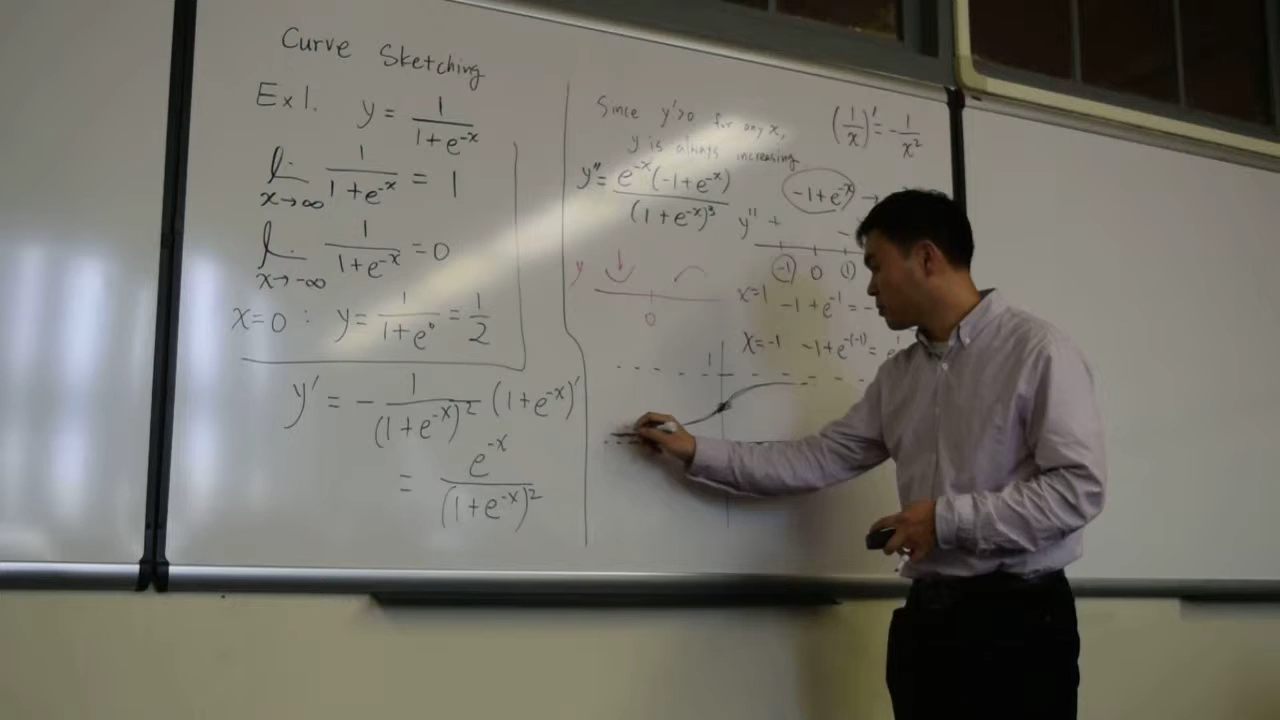 Curve Sketching
Ex1. y = 1/(1+e^-x)
lim x→∞ 1/(1+e^-x) = 1
lim x→-∞ 1/(1+e^-x) = 0
x=0 : y = 1/(1+e^0) = 1/2
y' = - 1/(1+e^-x)^2 (1+e^-x)'
= e^-x/(1+e^-x)^2
Since y'>0 for any x,
y is always increasing
(1/x)' = -1/x^2
y'' = e^-x(-1+e^-x)/(1+e^-x)^3
-1+e^-x →
y'' + -
-1 0 1
y
0
x=1 -1+e^-1 = -
x=-1 -1+e^-(-1) = e^1
1